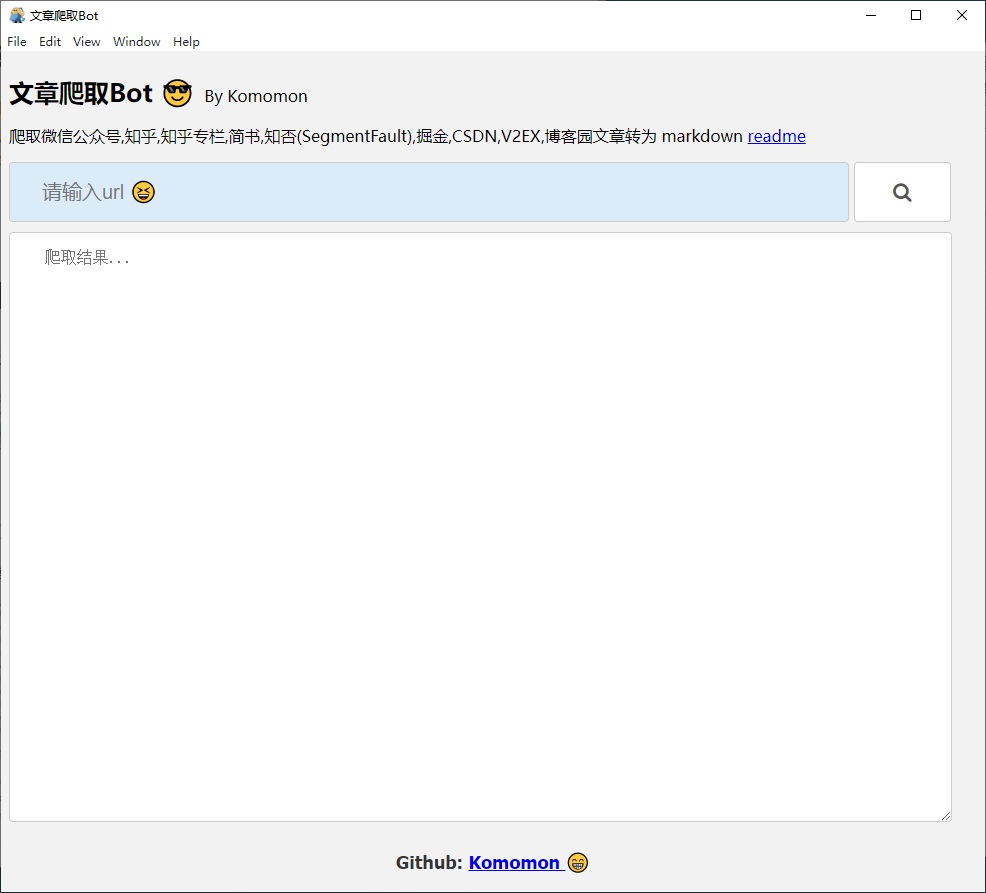 文章爬取Bot
File Edit View Window Help
文章爬取Bot 😎 By Komomon
爬取微信公众号,知乎,知乎专栏,简书,知否(SegmentFault),掘金,CSDN,V2EX,博客园文章转为 markdown readme
请输入url 😆
爬取结果...
Github: Komomon 😁